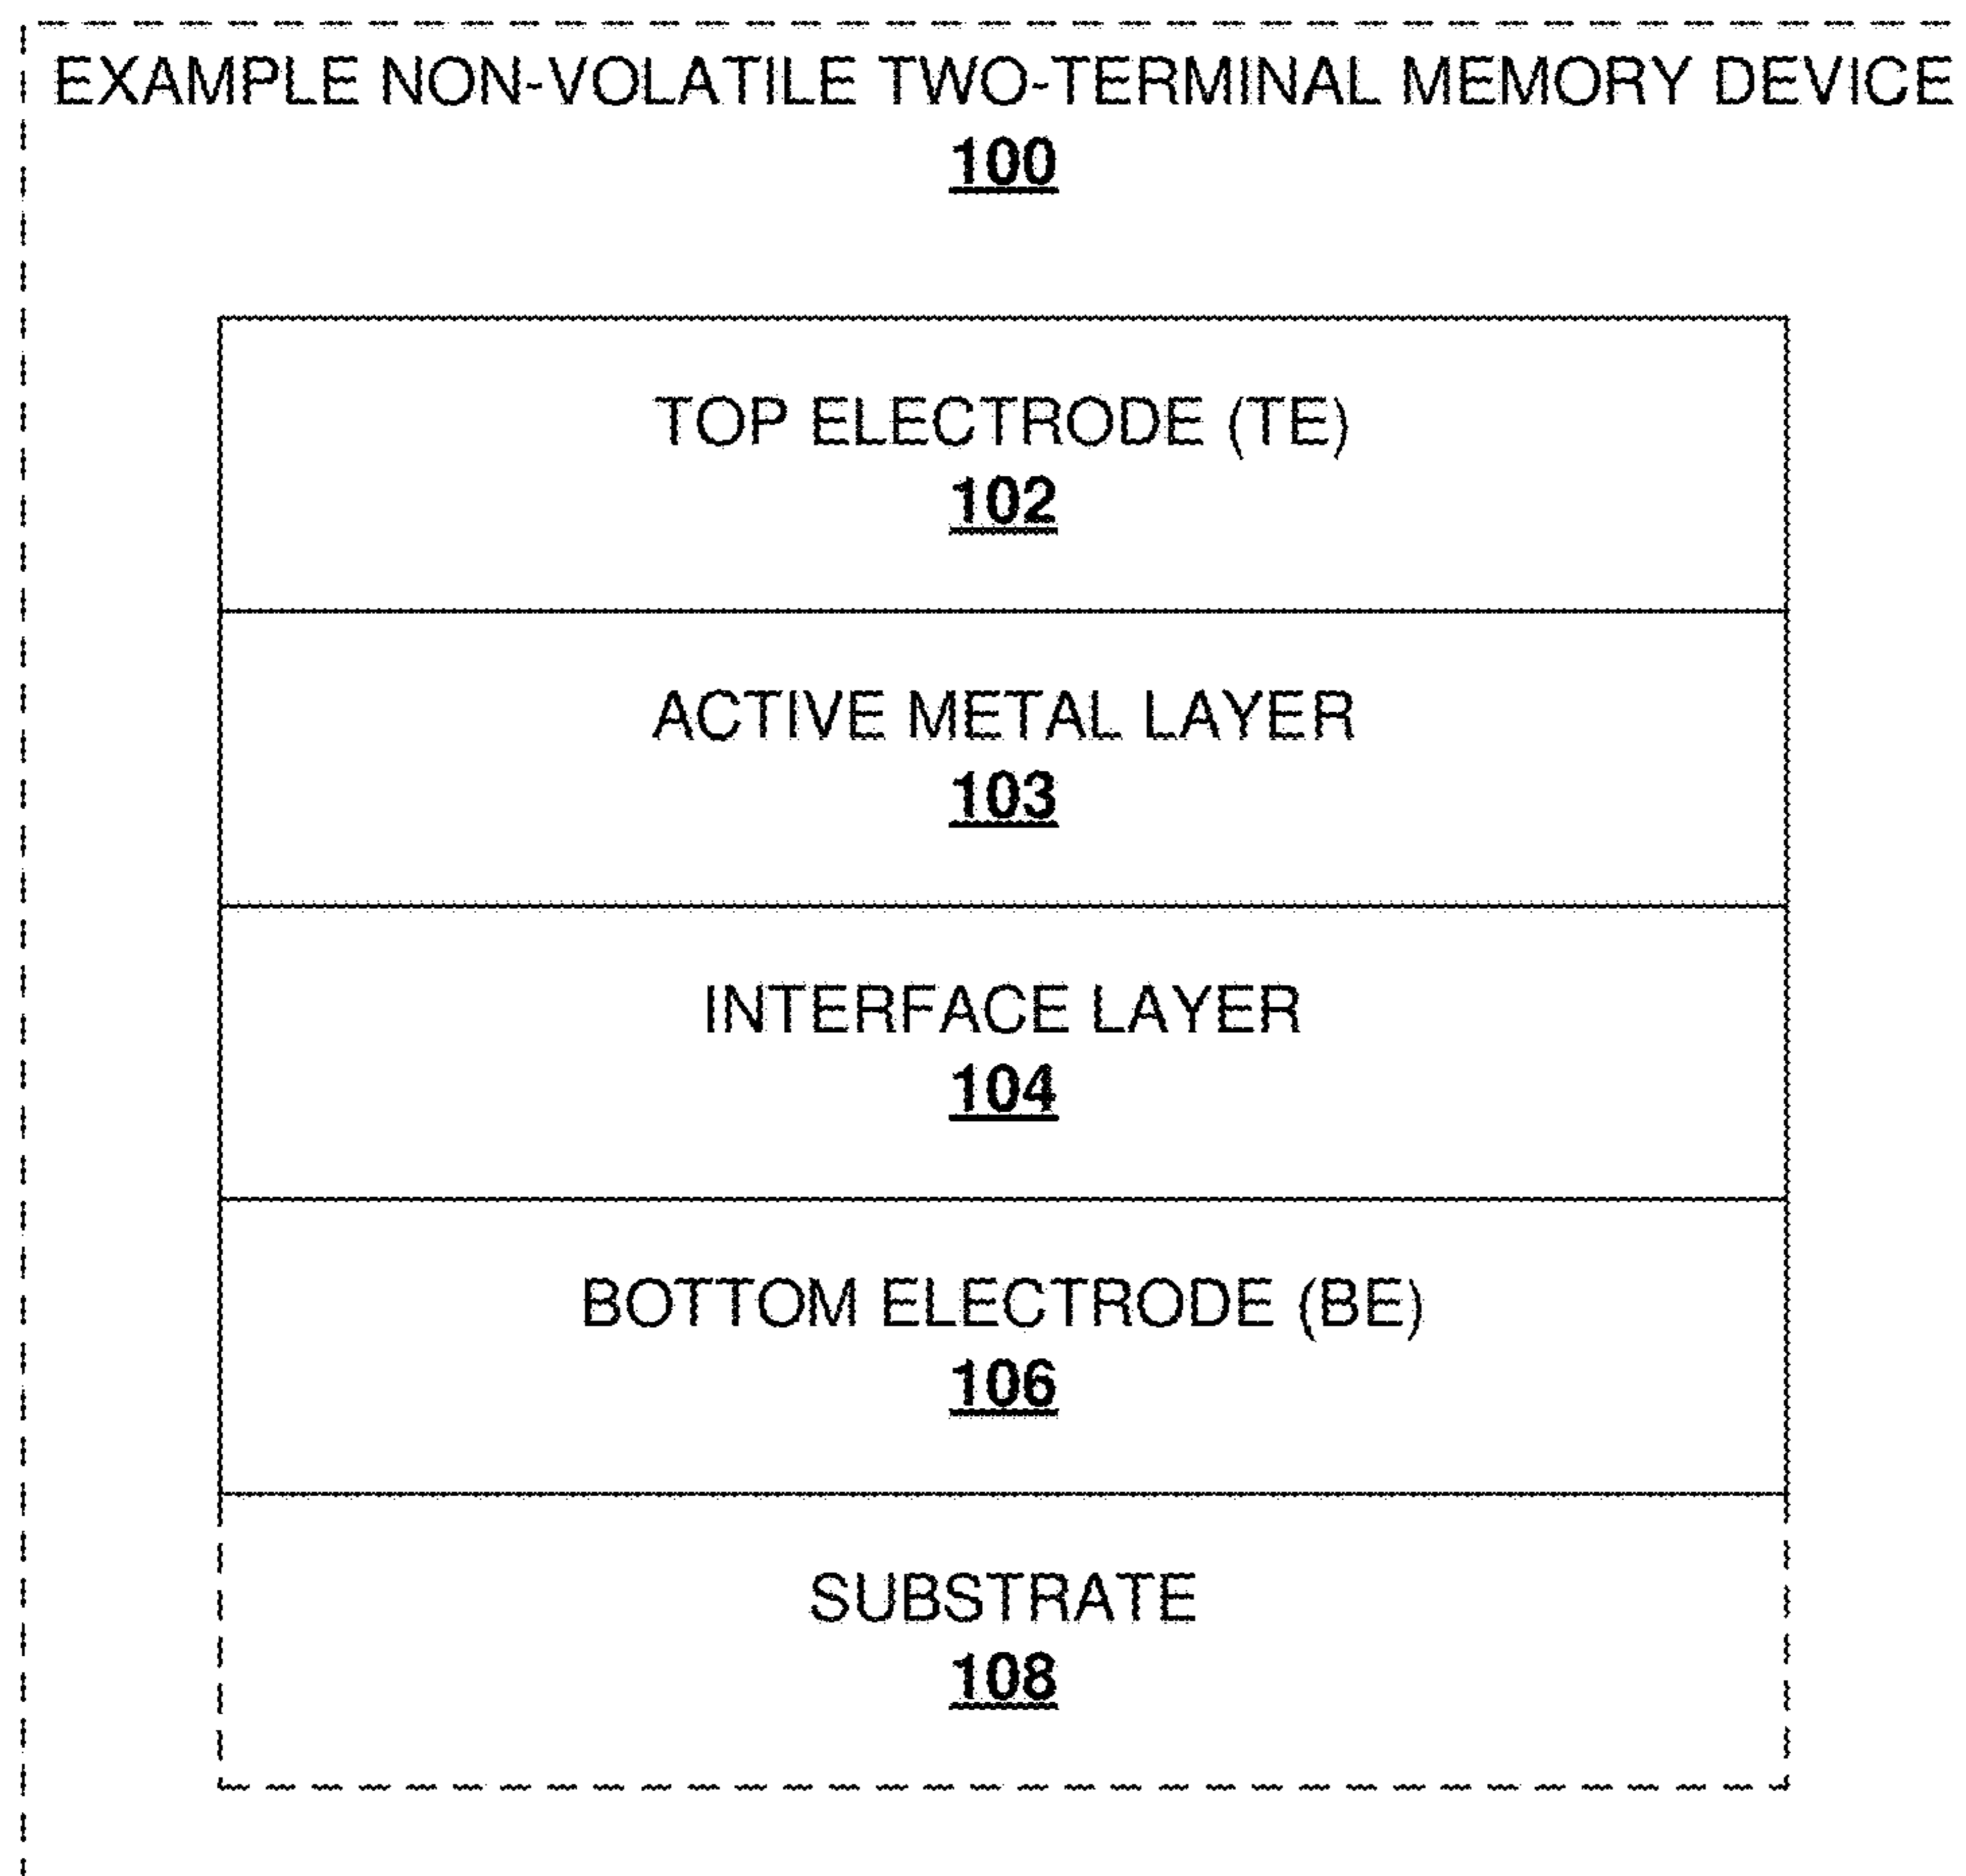 EXAMPLE NON-VOLATILE TWO-TERMINAL MEMORY DEVICE
100
TOP ELECTRODE (TE)
102
ACTIVE METAL LAYER
103
INTERFACE LAYER
104
BOTTOM ELECTRODE (BE)
106
SUBSTRATE
108